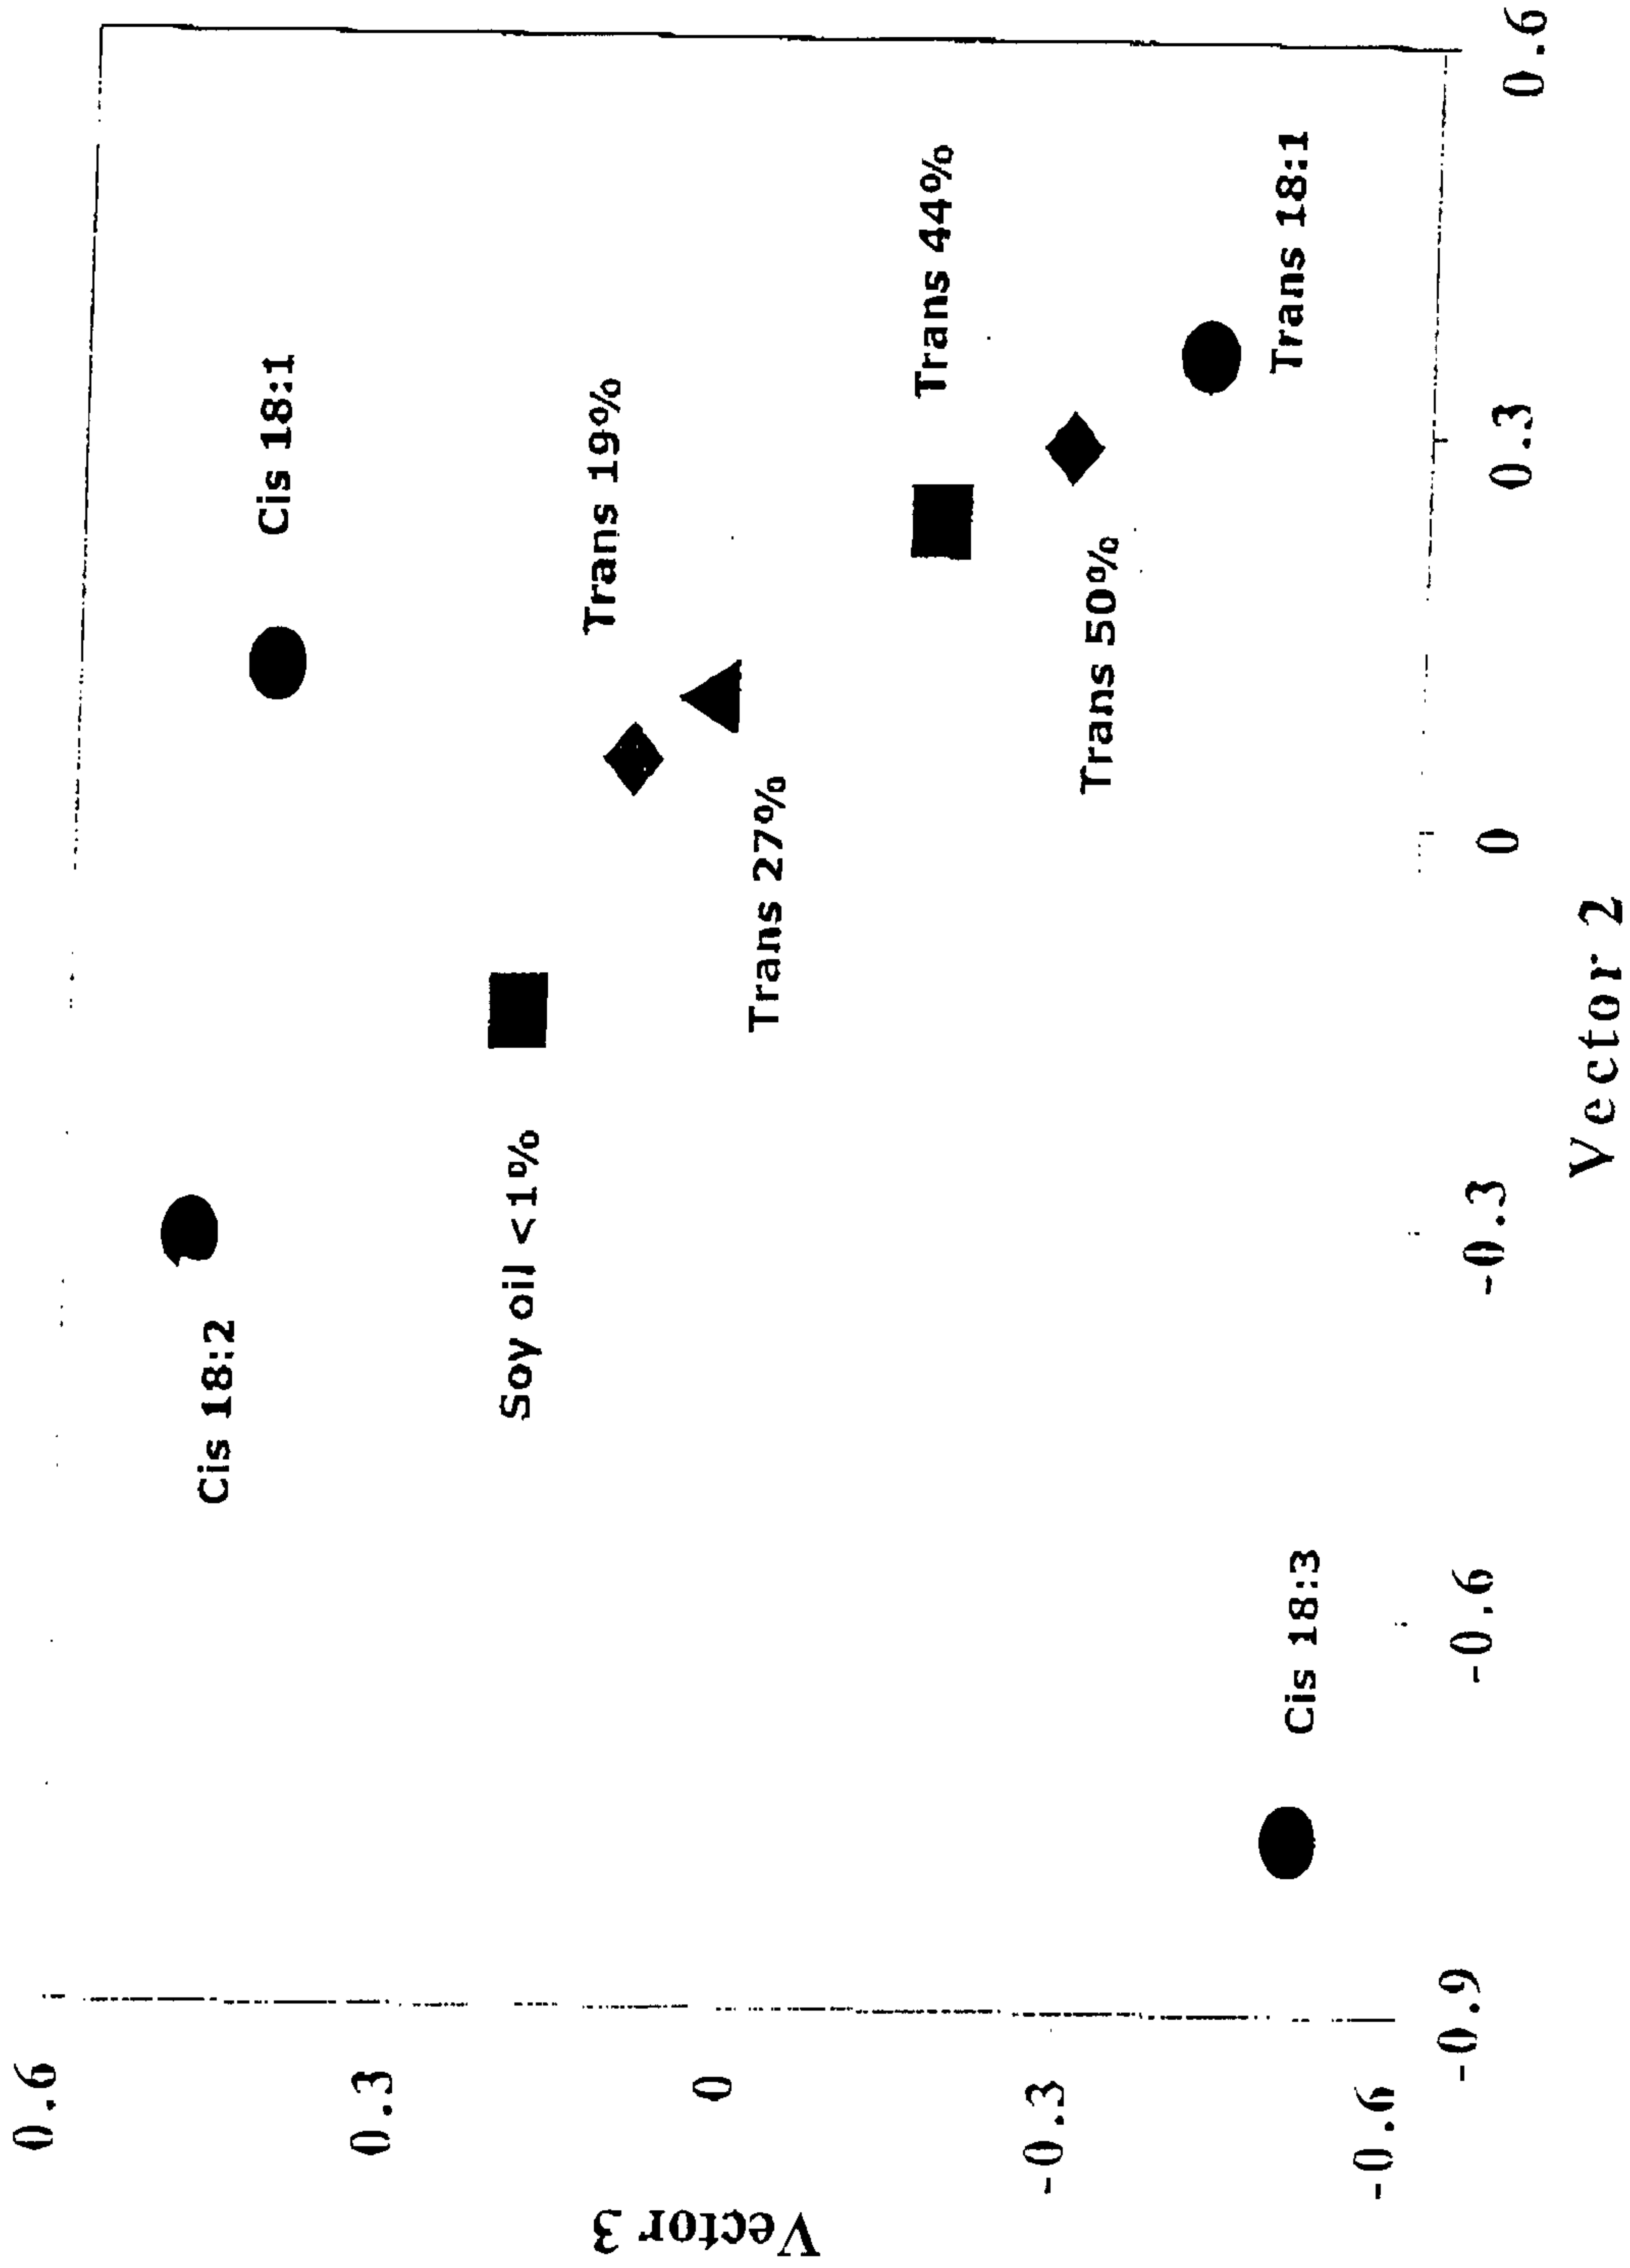 0.6
0.3
0
-0.3
-0.6
Vector 3
Cis 18:2
Cis 18:1
Soy oil <1%
Trans 19%
Trans 27%
Trans 44%
Trans 50%
Trans 18:1
Cis 18:3
-0.9
-0.6
-0.3
0
0.3
0.6
Vector 2